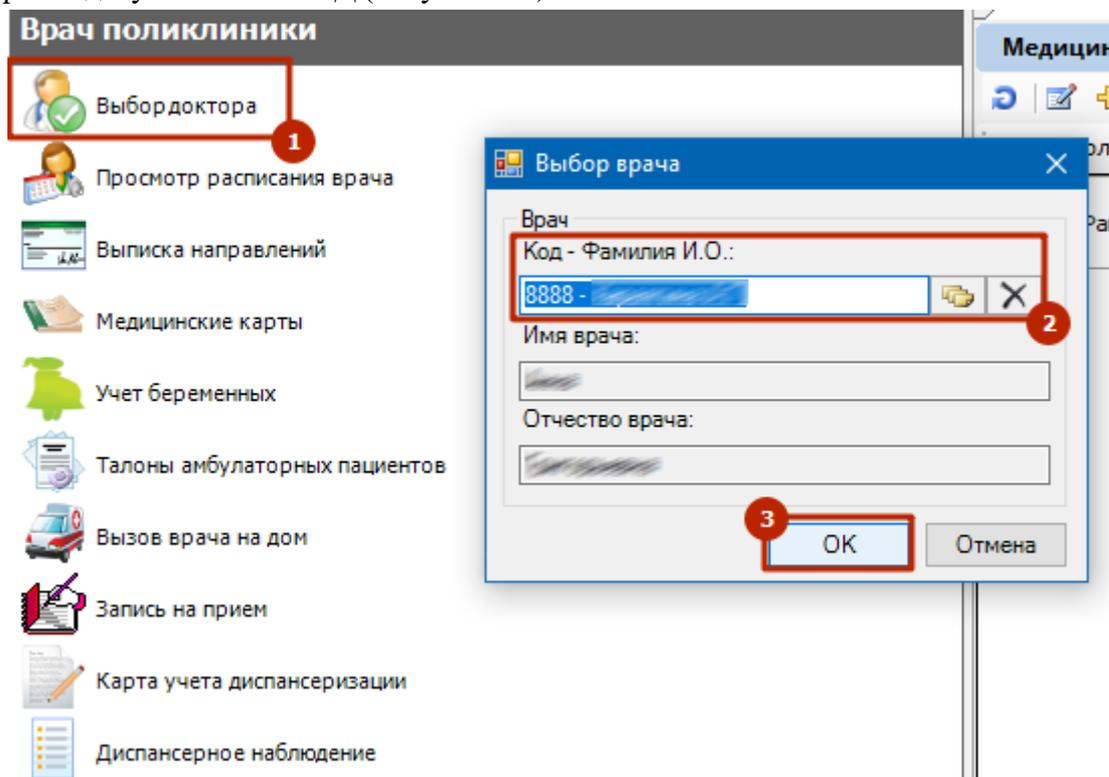 Врач поликлиники
Выбор доктора
1
Просмотр расписания врача
Выписка направлений
Медицинские карты
Учет беременных
Талоны амбулаторных пациентов
Вызов врача на дом
Запись на прием
Карта учета диспансеризации
Диспансерное наблюдение
Выбор врача
Врач
Код - Фамилия И.О.:
8888 -
2
Имя врача:
Отчество врача:
3
OK
Отмена